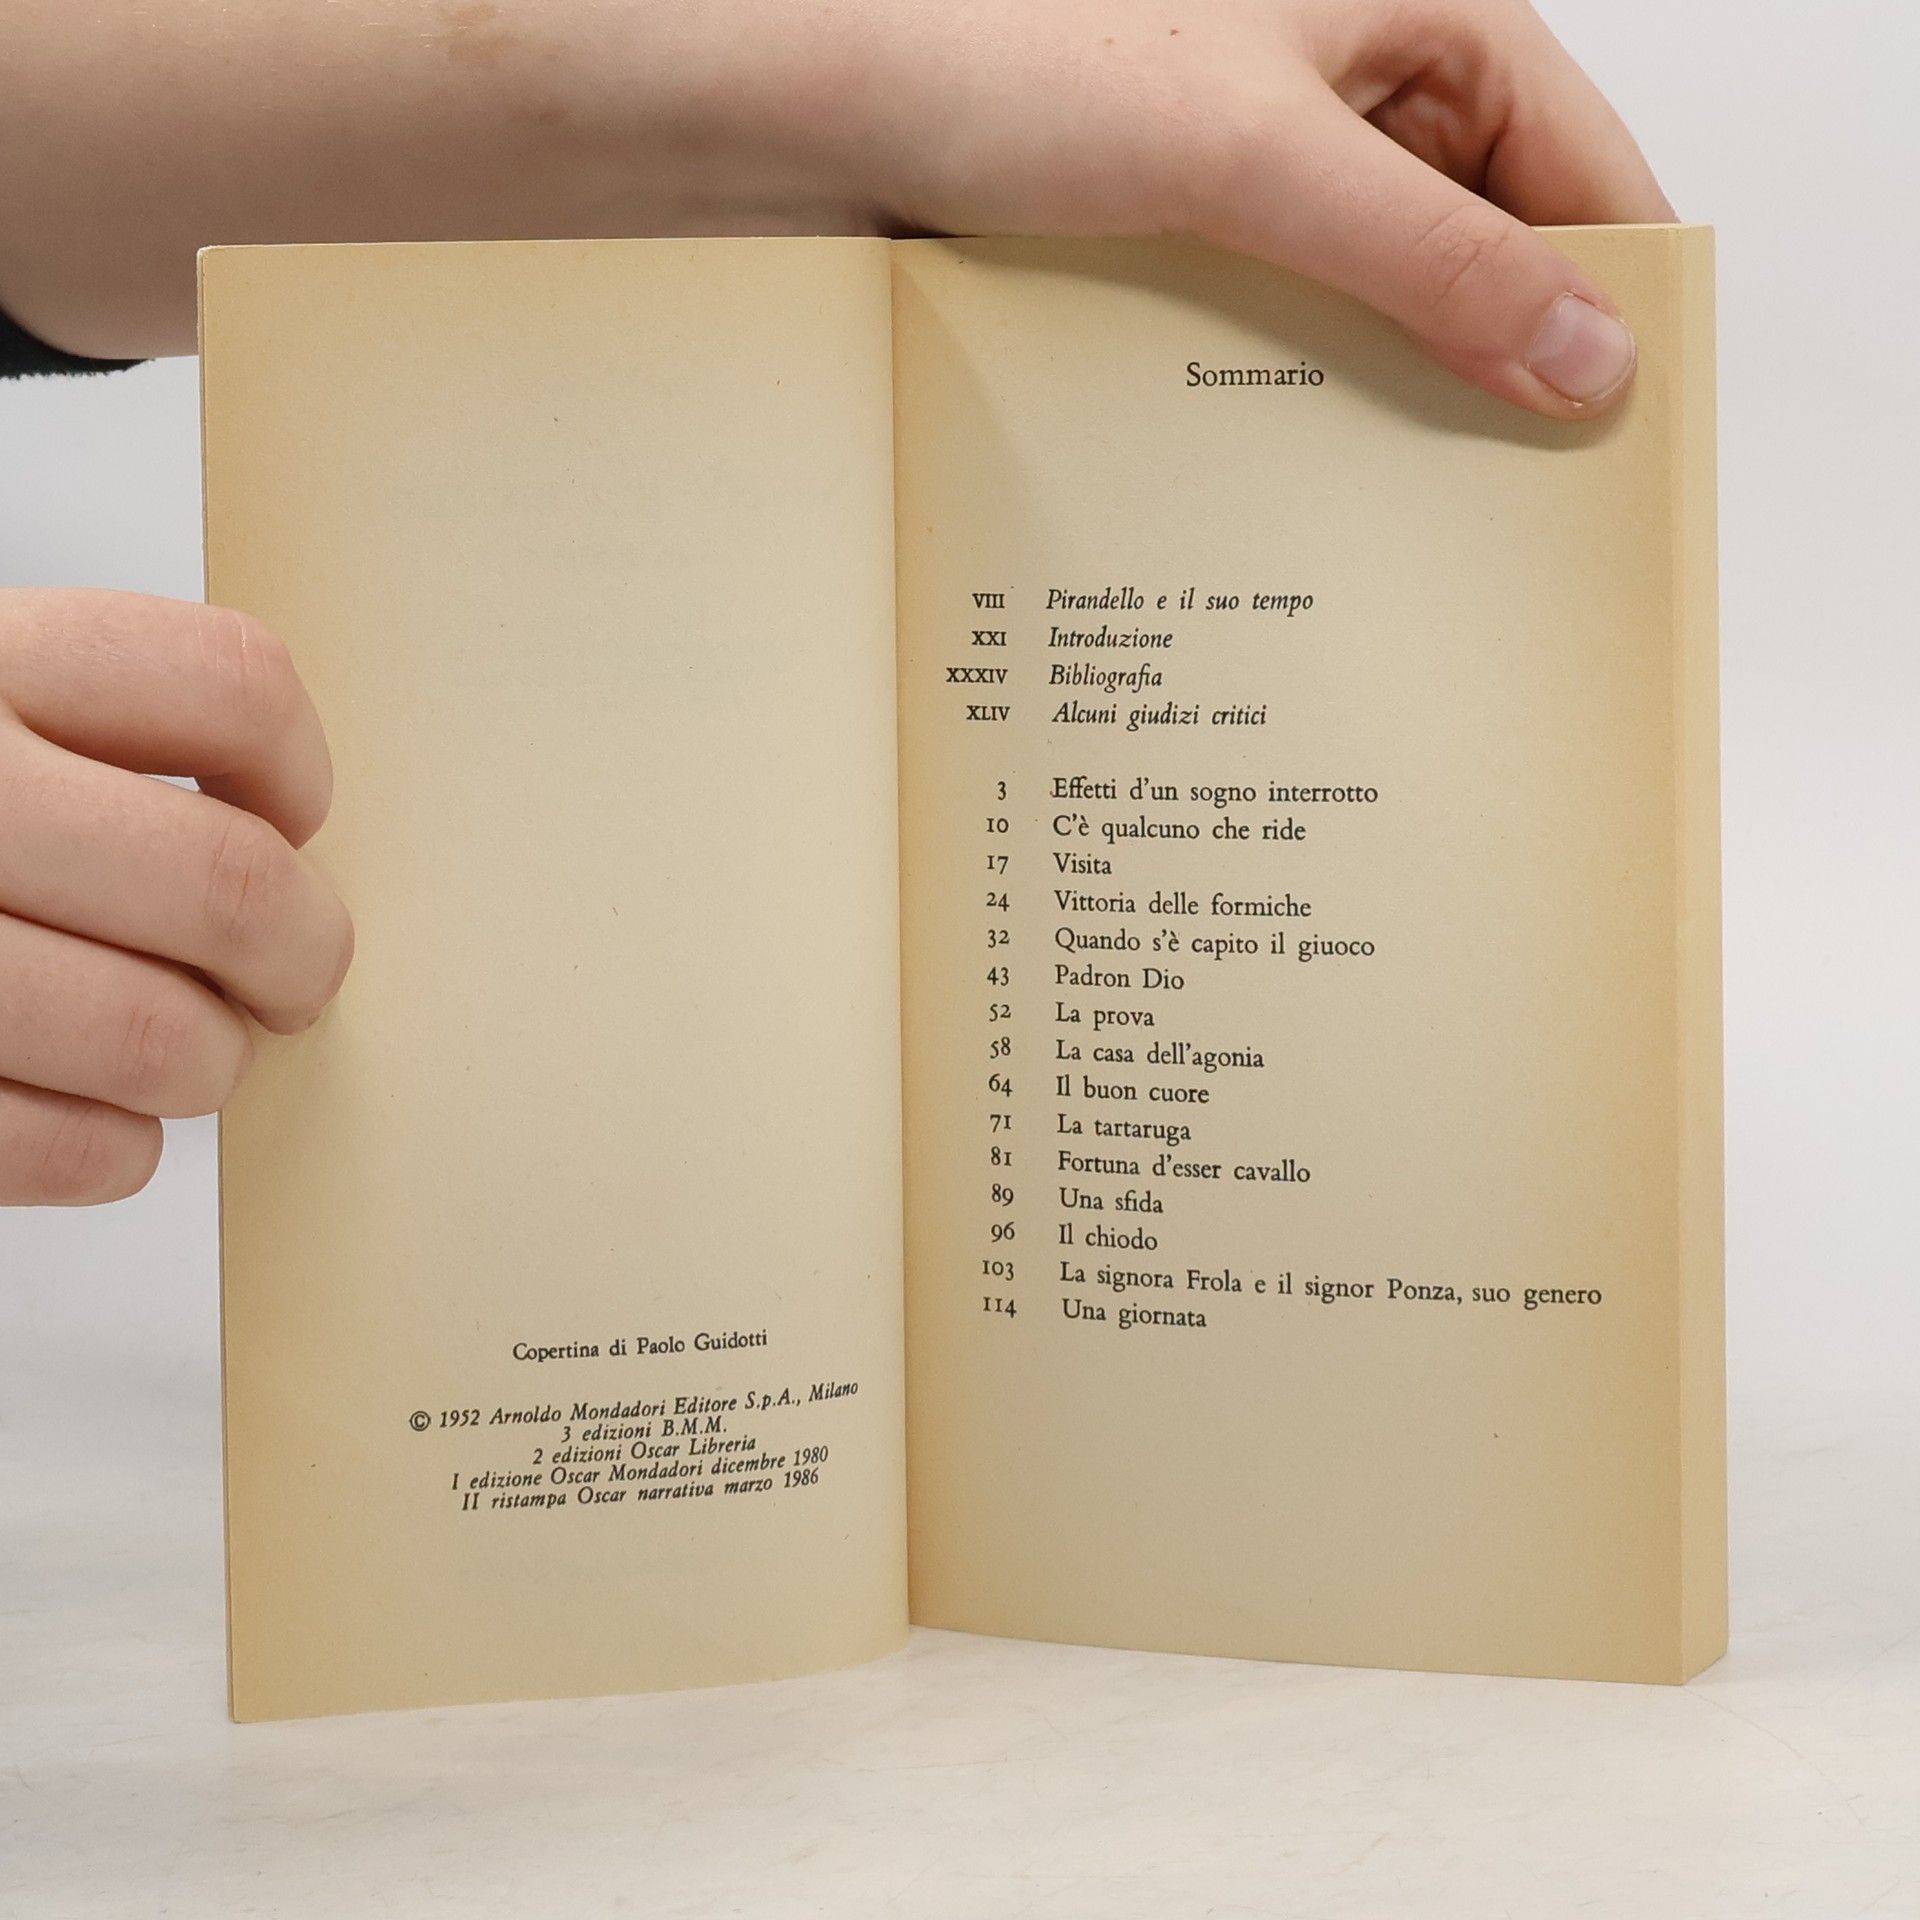 Copertina di Paolo Guidotti
© 1952 Arnoldo Mondadori Editore S.p.A., Milano
3 edizioni B.M.M.
2 edizioni Oscar Libreria
I edizione Oscar Mondadori dicembre 1980
II ristampa Oscar narrativa marzo 1986
Sommario
VIII Pirandello e il suo tempo
XXI Introduzione
XXXIV Bibliografia
XLIV Alcuni giudizi critici
3 Effetti d'un sogno interrotto
10 C'è qualcuno che ride
17 Visita
24 Vittoria delle formiche
32 Quando s'è capito il giuoco
43 Padron Dio
52 La prova
58 La casa dell'agonia
64 Il buon cuore
71 La tartaruga
81 Fortuna d'esser cavallo
89 Una sfida
96 Il chiodo
103 La signora Frola e il signor Ponza, suo genero
114 Una giornata